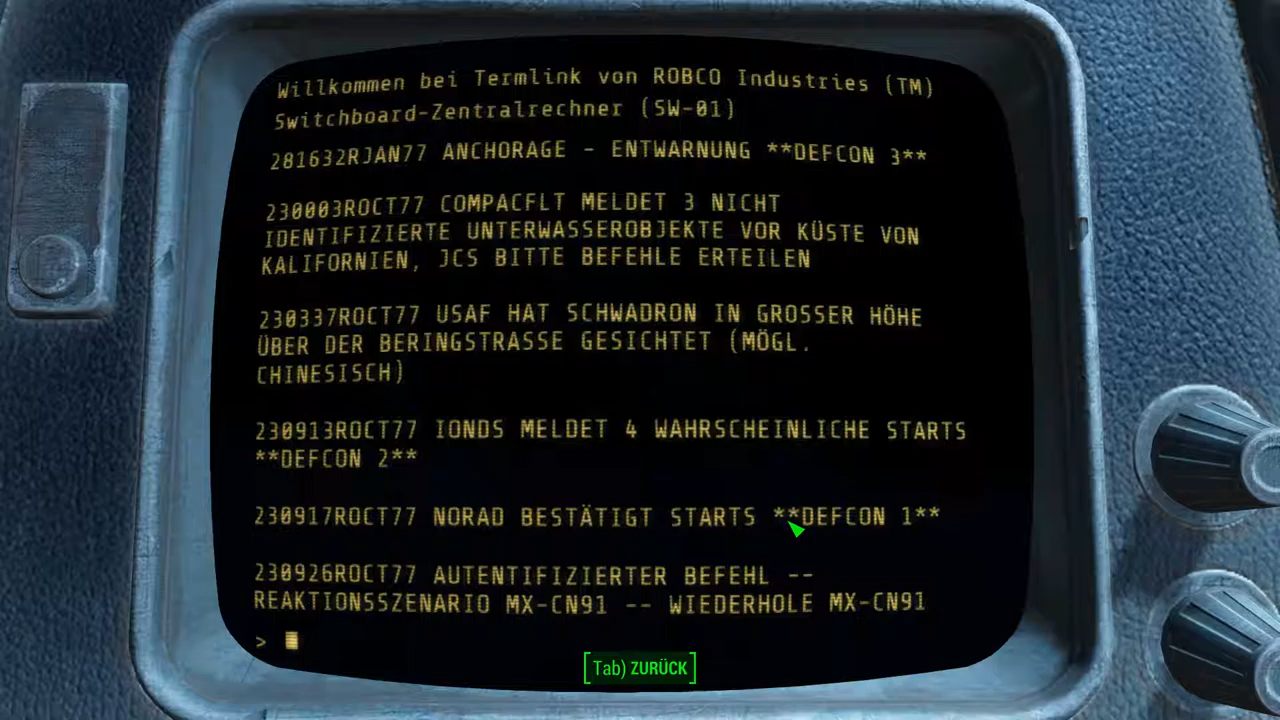 Willkommen bei Termlink von ROBCO Industries (TM)
Switchboard-Zentralrechner (SW-01)
281632RJAN77 ANCHORAGE - ENTWARNUNG **DEFCON 3**
230003ROCT77 COMPACFLT MELDET 3 NICHT
IDENTIFIZIERTE UNTERWASSEROBJEKTE VOR KÜSTE VON
KALIFORNIEN, JCS BITTE BEFEHLE ERTEILEN
230337ROCT77 USAF HAT SCHWADRON IN GROSSER HÖHE
ÜBER DER BERINGSTRASSE GESICHTET (MÖGL.
CHINESISCH)
230913ROCT77 IONDS MELDET 4 WAHRSCHEINLICHE STARTS
**DEFCON 2**
230917ROCT77 NORAD BESTÄTIGT STARTS **DEFCON 1**
230926ROCT77 AUTENTIFIZIERTER BEFEHL --
REAKTIONSSZENARIO MX-CN91 -- WIEDERHOLE MX-CN91
>
Tab) ZURÜCK